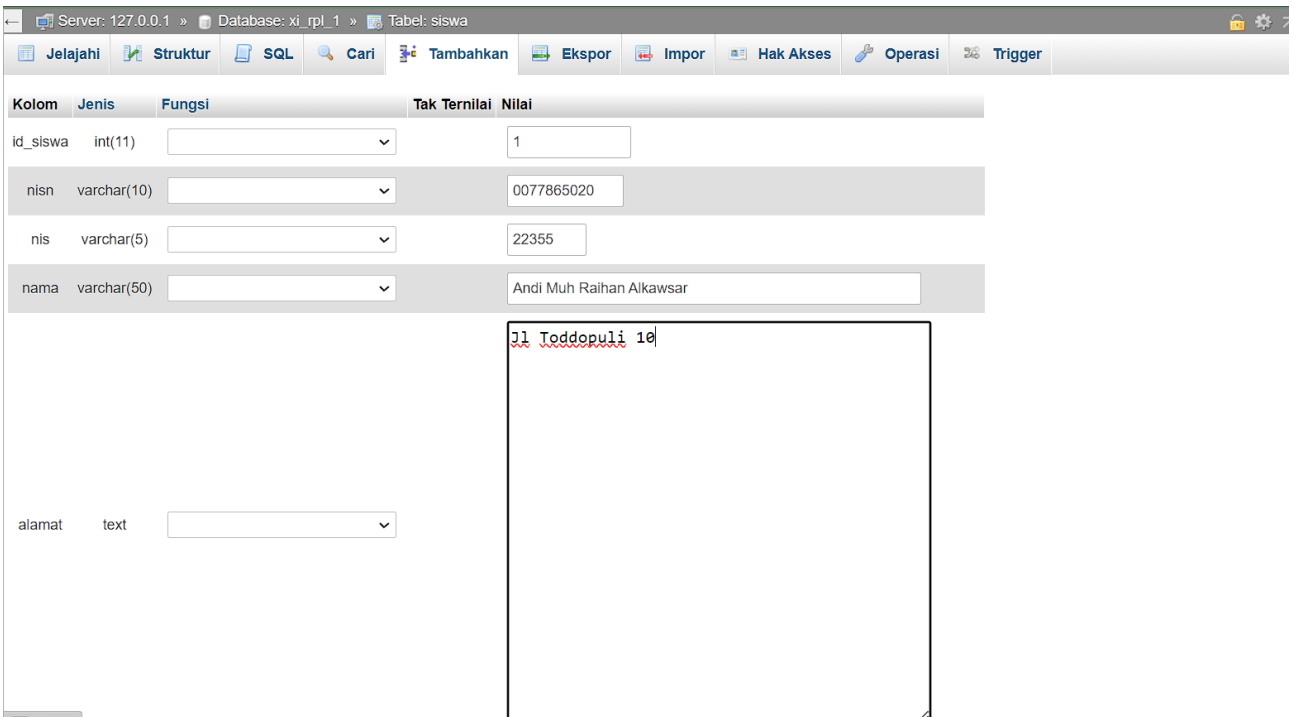 Server: 127.0.0.1 » Database: xi_rpl_1 » Tabel: siswa
Jelajahi Struktur SQL Cari Tambahkan Ekspor Impor Hak Akses Operasi Trigger
Kolom Jenis Fungsi Tak Ternilai Nilai
id_siswa int(11) 1
nisn varchar(10) 0077865020
nis varchar(5) 22355
nama varchar(50) Andi Muh Raihan Alkawsar
Jl Toddopuli 10
alamat text